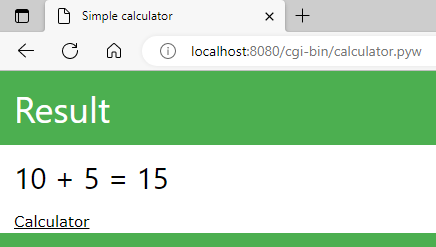 Simple calculator
localhost:8080/cgi-bin/calculator.pyw
Result
10 + 5 = 15
Calculator